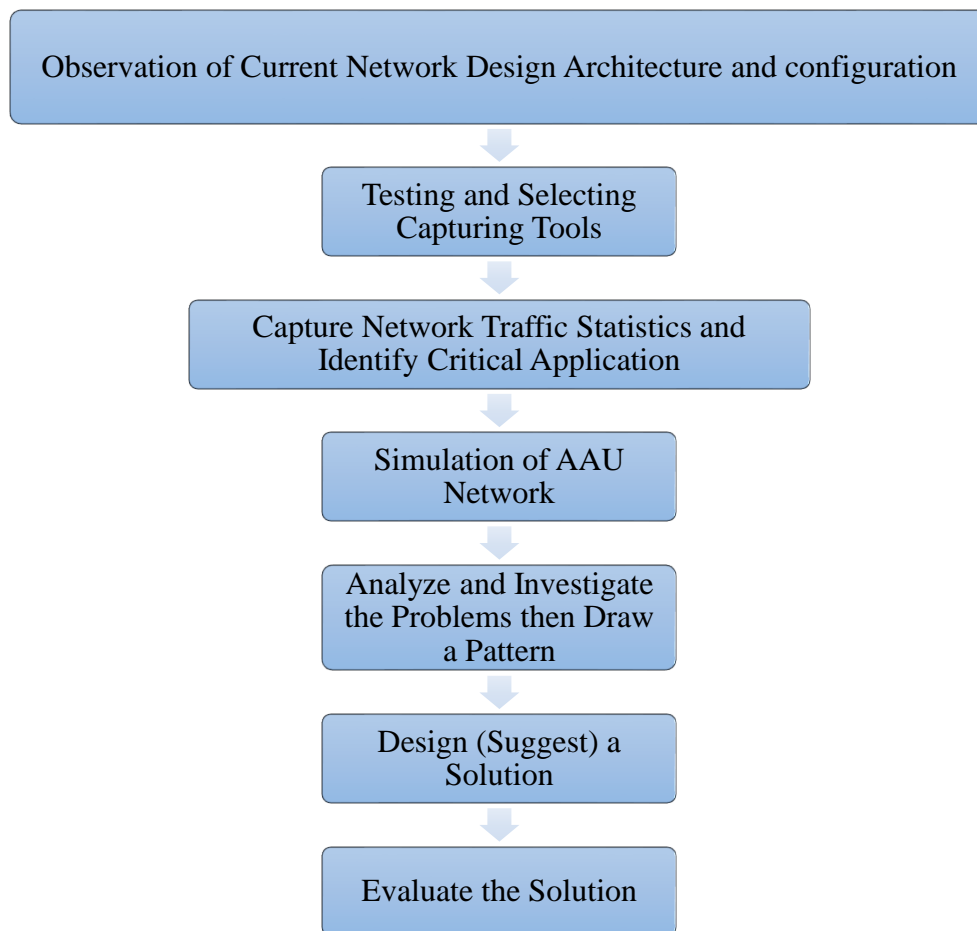 Observation of Current Network Design Architecture and configuration
Testing and Selecting
Capturing Tools
Capture Network Traffic Statistics and
Identify Critical Application
Simulation of AAU
Network
Analyze and Investigate
the Problems then Draw
a Pattern
Design (Suggest) a
Solution
Evaluate the Solution